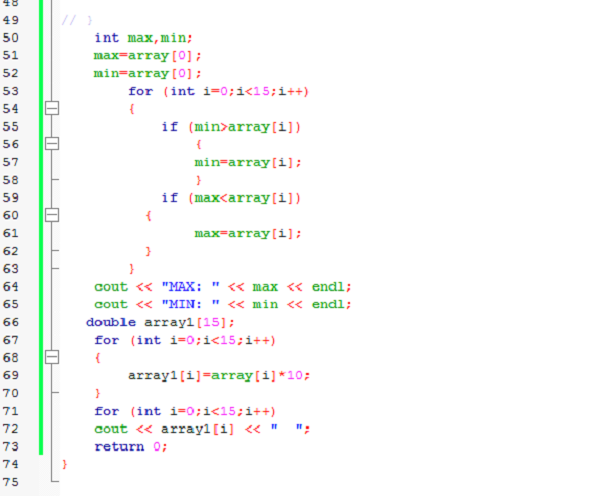 48
49 // }
50 int max,min;
51 max=array[0];
52 min=array[0];
53 for (int i=0;i<15;i++)
54 {
55 if (min>array[i])
56 {
57 min=array[i];
58 }
59 if (max<array[i])
60 {
61 max=array[i];
62 }
63 }
64 cout << "MAX: " << max << endl;
65 cout << "MIN: " << min << endl;
66 double array1[15];
67 for (int i=0;i<15;i++)
68 {
69 array1[i]=array[i]*10;
70 }
71 for (int i=0;i<15;i++)
72 cout << array1[i] << "  ";
73 return 0;
74 }
75